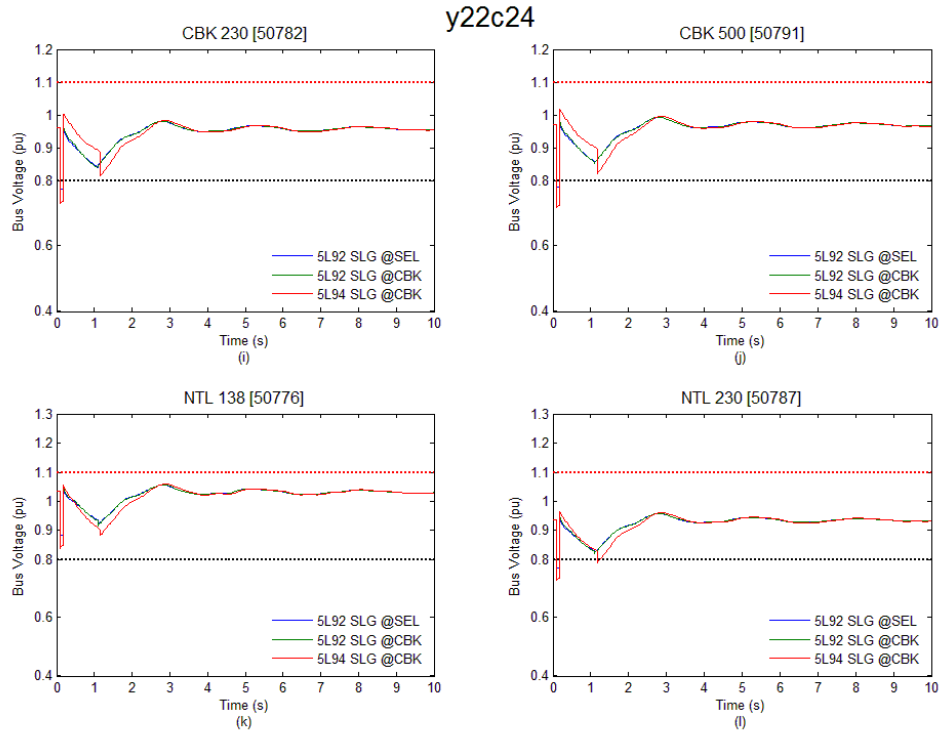 y22c24
CBK 230 [50782]
1.2
1.1
1
0.9
0.8
0.6
0.4
Bus Voltage (pu)
5L92 SLG @SEL
5L92 SLG @CBK
5L94 SLG @CBK
0 1 2 3 4 5 6 7 8 9 10
Time (s)
(i)
CBK 500 [50791]
1.2
1.1
1
0.9
0.8
0.6
0.4
Bus Voltage (pu)
5L92 SLG @SEL
5L92 SLG @CBK
5L94 SLG @CBK
0 1 2 3 4 5 6 7 8 9 10
Time (s)
(j)
NTL 138 [50776]
1.3
1.2
1.1
1
0.9
0.8
0.6
0.4
Bus Voltage (pu)
5L92 SLG @SEL
5L92 SLG @CBK
5L94 SLG @CBK
0 1 2 3 4 5 6 7 8 9 10
Time (s)
(k)
NTL 230 [50787]
1.3
1.2
1.1
1
0.9
0.8
0.6
0.4
Bus Voltage (pu)
5L92 SLG @SEL
5L92 SLG @CBK
5L94 SLG @CBK
0 1 2 3 4 5 6 7 8 9 10
Time (s)
(l)